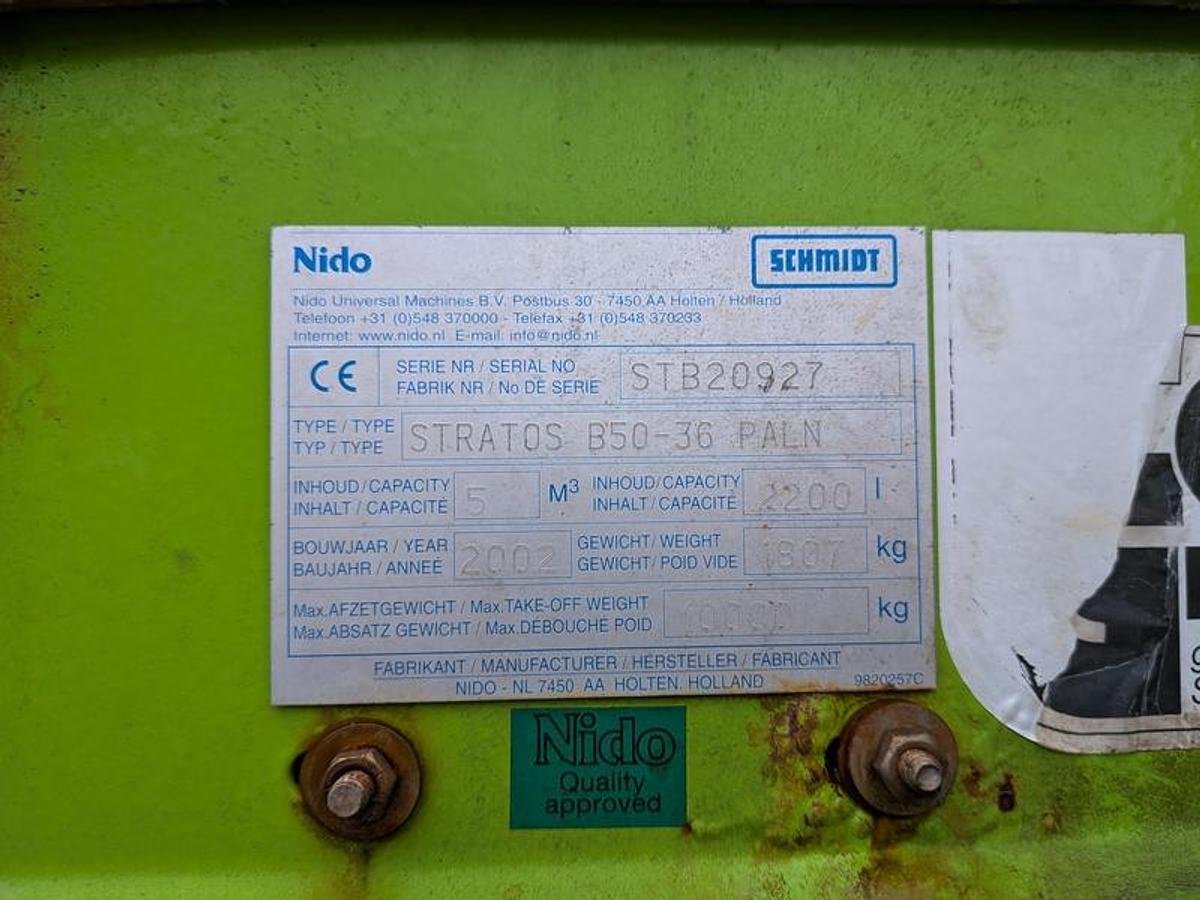 Nido SCHMIDT
Nido Universal Machines B.V. Postbus 30 - 7450 AA Holten / Holland
Telefoon +31 (0)548 370000 - Telefax +31 (0)548 370233
Internet: www.nido.nl E-mail: info@nido.nl
CE SERIE NR / SERIAL NO
FABRIK NR / No DE SERIE STB20927
TYPE / TYPE
TYP / TYPE STRATOS B50-36 PALN
INHOUD / CAPACITY
INHALT / CAPACITÉ 5 M³
INHOUD / CAPACITY
INHALT / CAPACITÉ 2200 l
BOUWJAAR / YEAR
BAUJAHR / ANNEÉ 2002
GEWICHT / WEIGHT
GEWICHT / POID VIDE 1807 kg
Max. AFZETGEWICHT / Max. TAKE-OFF WEIGHT
Max. ABSATZ GEWICHT / Max. DÉBOUCHÉ POID kg
FABRIKANT / MANUFACTURER / HERSTELLER / FABRICANT
NIDO - NL 7450 AA HOLTEN. HOLLAND 9820257C
Nido
Quality
approved